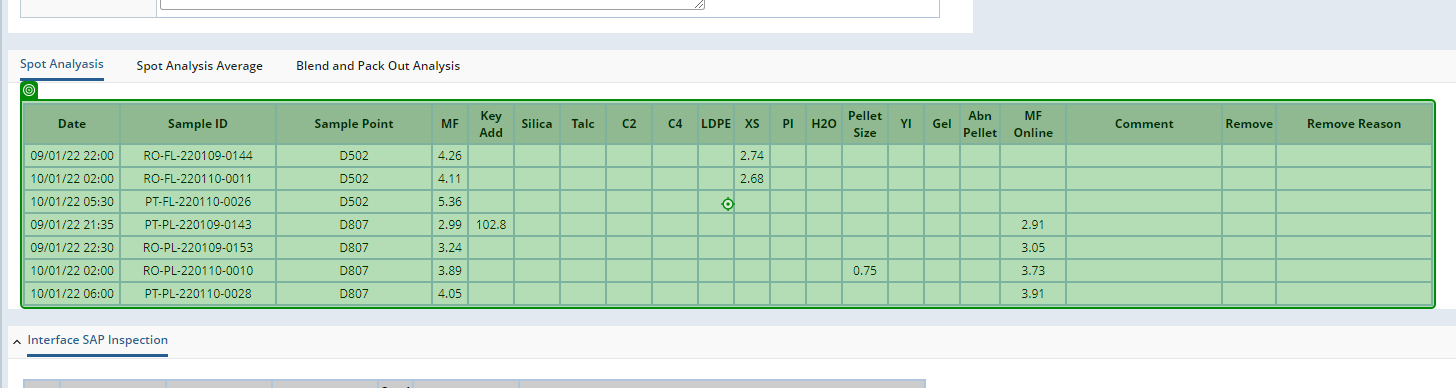 Spot Analyasis Spot Analysis Average Blend and Pack Out Analysis
Date Sample ID Sample Point MF Key Add Silica Talc C2 C4 LDPE XS PI H2O Pellet Size YI Gel Abn Pellet MF Online Comment Remove Remove Reason
09/01/22 22:00 RO-FL-220109-0144 D502 4.26 2.74
10/01/22 02:00 RO-FL-220110-0011 D502 4.11 2.68
10/01/22 05:30 PT-FL-220110-0026 D502 5.36
09/01/22 21:35 PT-PL-220109-0143 D807 2.99 102.8 2.91
09/01/22 22:30 RO-PL-220109-0153 D807 3.24 3.05
10/01/22 02:00 RO-PL-220110-0010 D807 3.89 0.75 3.73
10/01/22 06:00 PT-PL-220110-0028 D807 4.05 3.91
Interface SAP Inspection